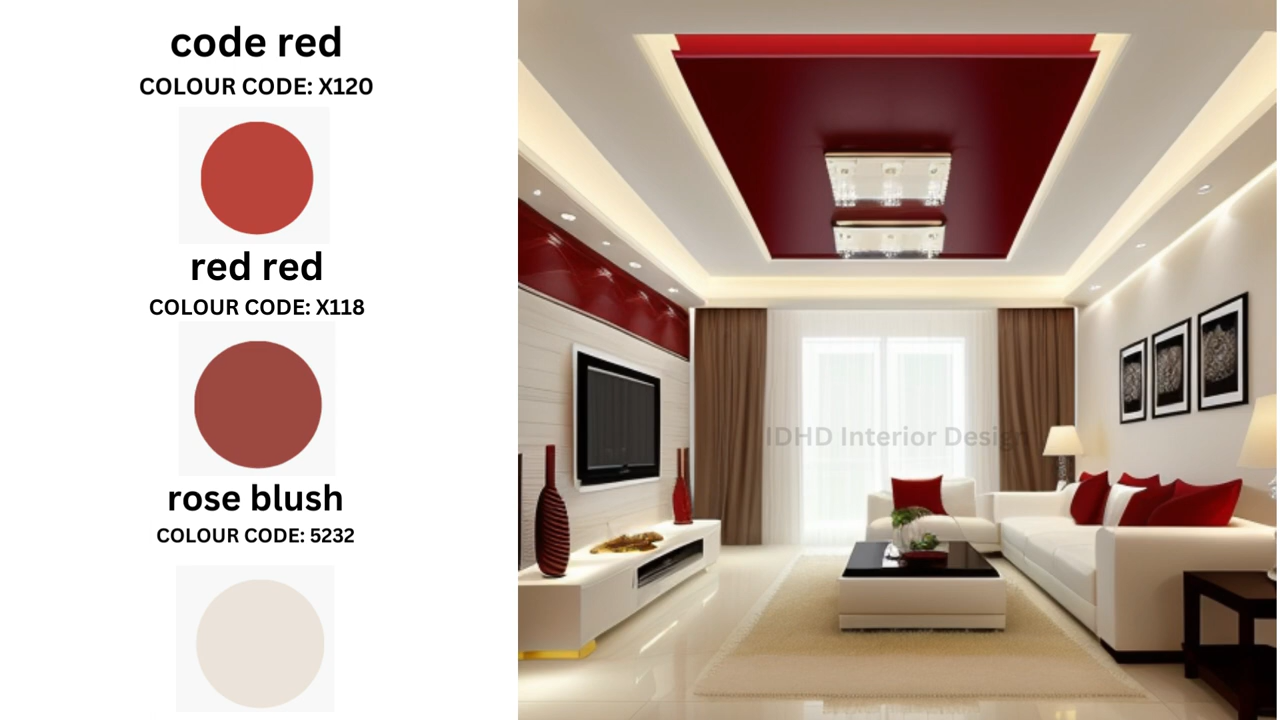 code red
COLOUR CODE: X120
red red
COLOUR CODE: X118
rose blush
COLOUR CODE: 5232
IDHD Interior Design